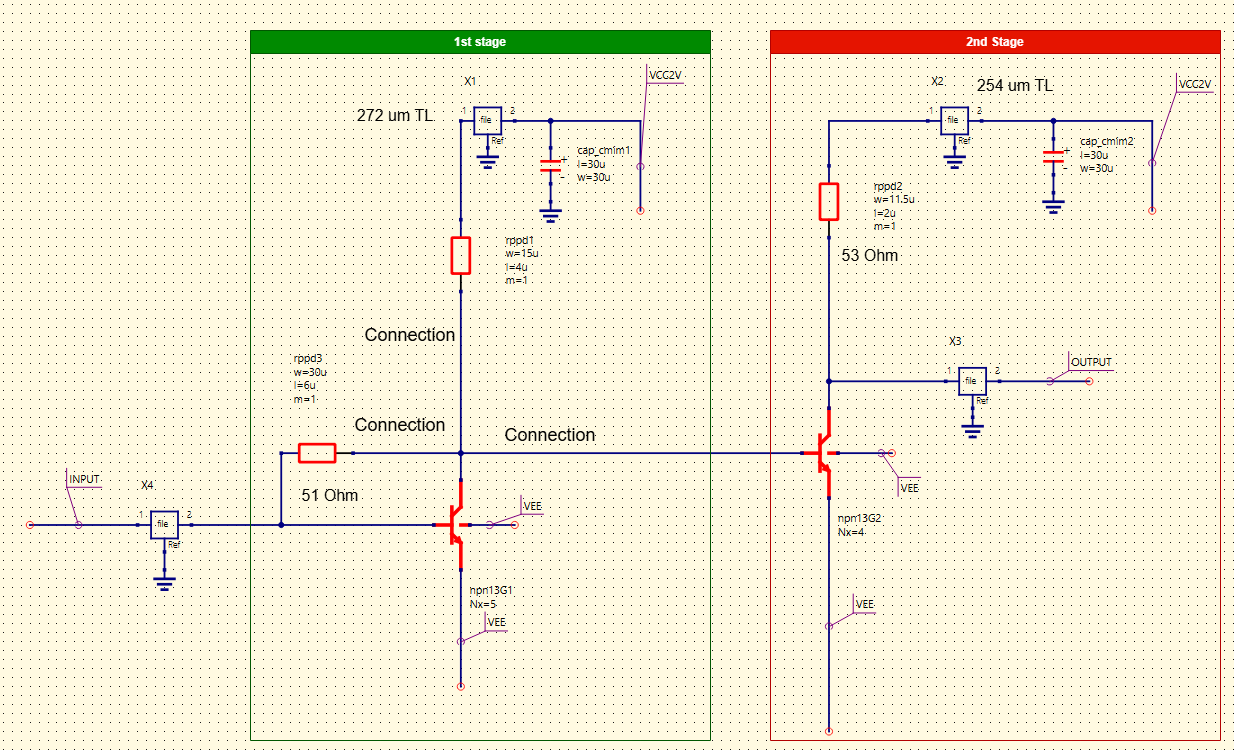 1st stage
X1
VCC2V
272 um TL
1
2
file
Ref
cap_cmim1
l=30u
w=30u
+
-
rppd1
w=15u
l=4u
m=1
Connection
rppd3
w=30u
l=6u
m=1
Connection
Connection
51 Ohm
INPUT
X4
1
2
file
Ref
VEE
npn13G1
Nx=5
VEE
2nd Stage
X2
254 um TL
VCC2V
1
2
file
Ref
cap_cmim2
l=30u
w=30u
+
-
rppd2
w=11.5u
l=2u
m=1
53 Ohm
X3
1
2
file
Ref
OUTPUT
VEE
npn13G2
Nx=4
VEE